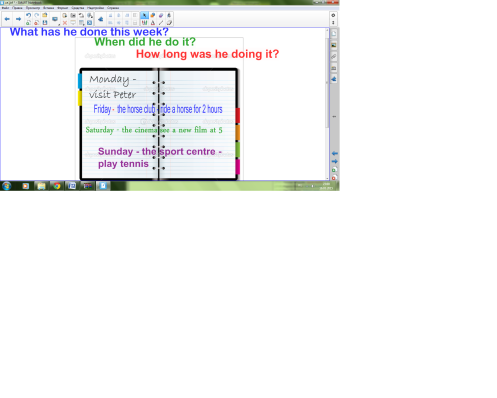 What has he done this week?
When did he do it?
How long was he doing it?
Monday -
visit Peter
Friday - the horse club - ride a horse for 2 hours
Saturday - the cinema see a new film at 5
Sunday - the sport centre -
play tennis